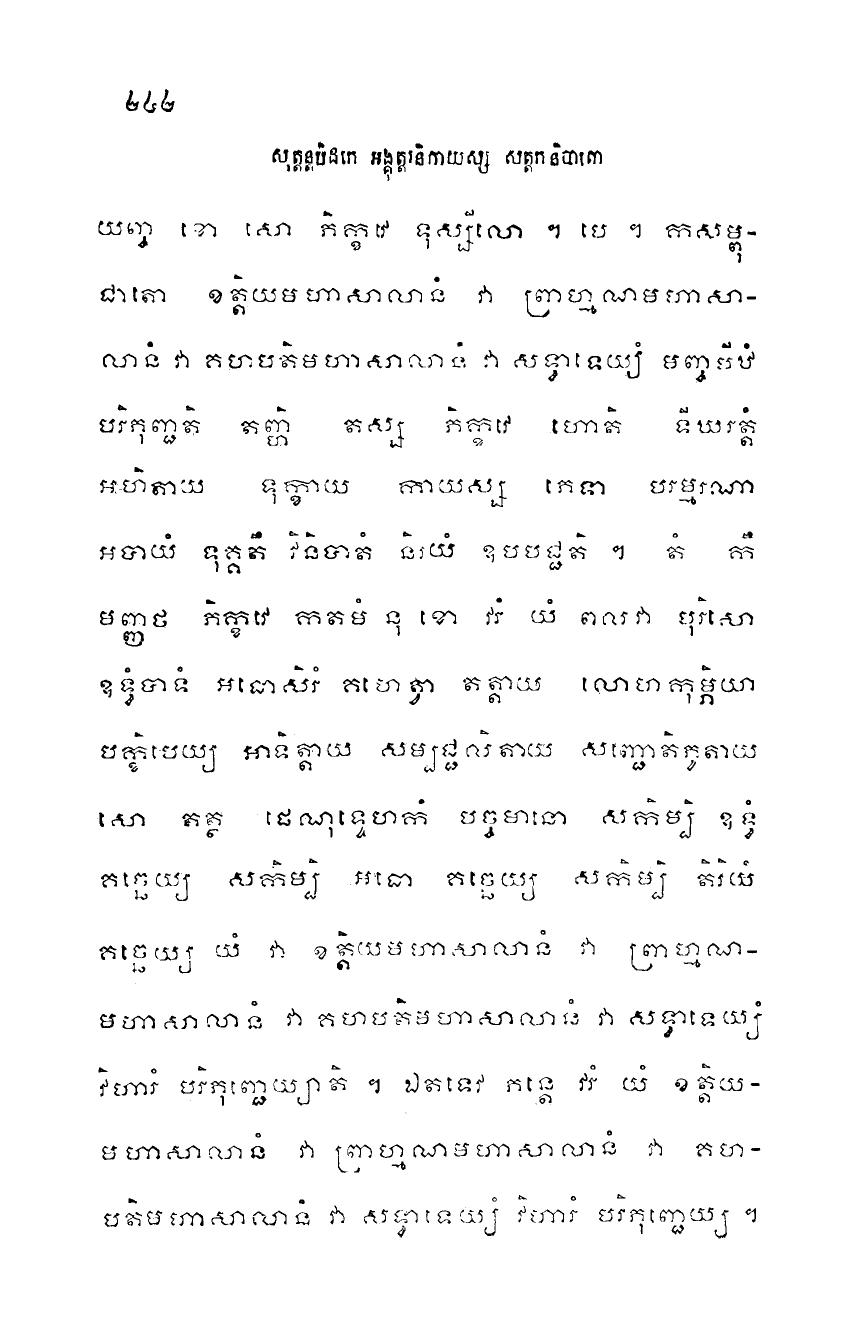 ២៤២
សុត្តន្តបិដកេ អង្គុត្តរនិកាយស្ស សត្តកនិបាតោ
យញ្ច ខោ សោ ភិក្ខវេ ទុស្សីលោ ។ បេ ។ កសម្ពុ-
ជាតោ ខត្តិយមហាសាលានំ វា ព្រាហ្មណមហាសា-
លានំ វា គហបតិមហាសាលានំ វា សទ្ធាទេយ្យំ មញ្ចបីឋំ
បរិភុញ្ជតិ តញ្ហិ តស្ស ភិក្ខវេ ហោតិ ទីឃរត្តំ
អហិតាយ ទុក្ខាយ កាយស្ស ភេទា បរម្មរណា
អបាយំ ទុគ្គតឹ វិនិបាតំ និរយំ ឧបបជ្ជតិ ។ តំ កឹ
មញ្ញថ ភិក្ខវេ កតមំ នុ ខោ វរំ យំ ពលវា បុរិសោ
ឧទ្ធំបាទំ អធោសិរំ គហេត្វា តត្តាយ លោហកុម្ភិយា
បក្ខិបេយ្យ អាទិត្តាយ សម្បជ្ជលិតាយ សញ្ជោតិភូតាយ
សោ តត្ថ ផេណុទ្ទេហកំ បច្ចមានោ សកិម្បិ ឧទ្ធំ
គច្ឆេយ្យ សកិម្បិ អធោ គច្ឆេយ្យ សកិម្បិ តិរិយំ
គច្ឆេយ្យ យំ វា ខត្តិយមហាសាលានំ វា ព្រាហ្មណ-
មហាសាលានំ វា គហបតិមហាសាលានំ វា សទ្ធាទេយ្យំ
វិហារំ បរិភុញ្ជេយ្យាតិ ។ ឯតទេវ ភន្តេ វរំ យំ ខត្តិយ-
មហាសាលានំ វា ព្រាហ្មណមហាសាលានំ វា គហ-
បតិមហាសាលានំ វា សទ្ធាទេយ្យំ វិហារំ បរិភុញ្ជេយ្យ ។